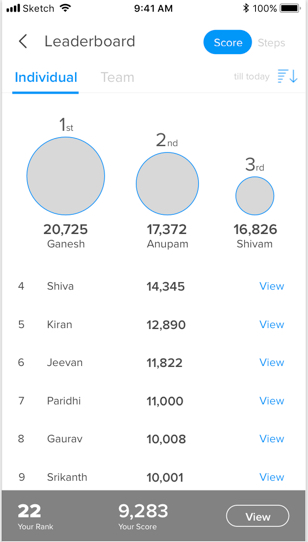 Sketch 9:41 AM 100%
Leaderboard Score Steps
Individual Team till today
1st
2nd
3rd
20,725 17,372 16,826
Ganesh Anupam Shivam
4 Shiva 14,345 View
5 Kiran 12,890 View
6 Jeevan 11,822 View
7 Paridhi 11,000 View
8 Gaurav 10,008 View
9 Srikanth 10,001 View
22 9,283 View
Your Rank Your Score